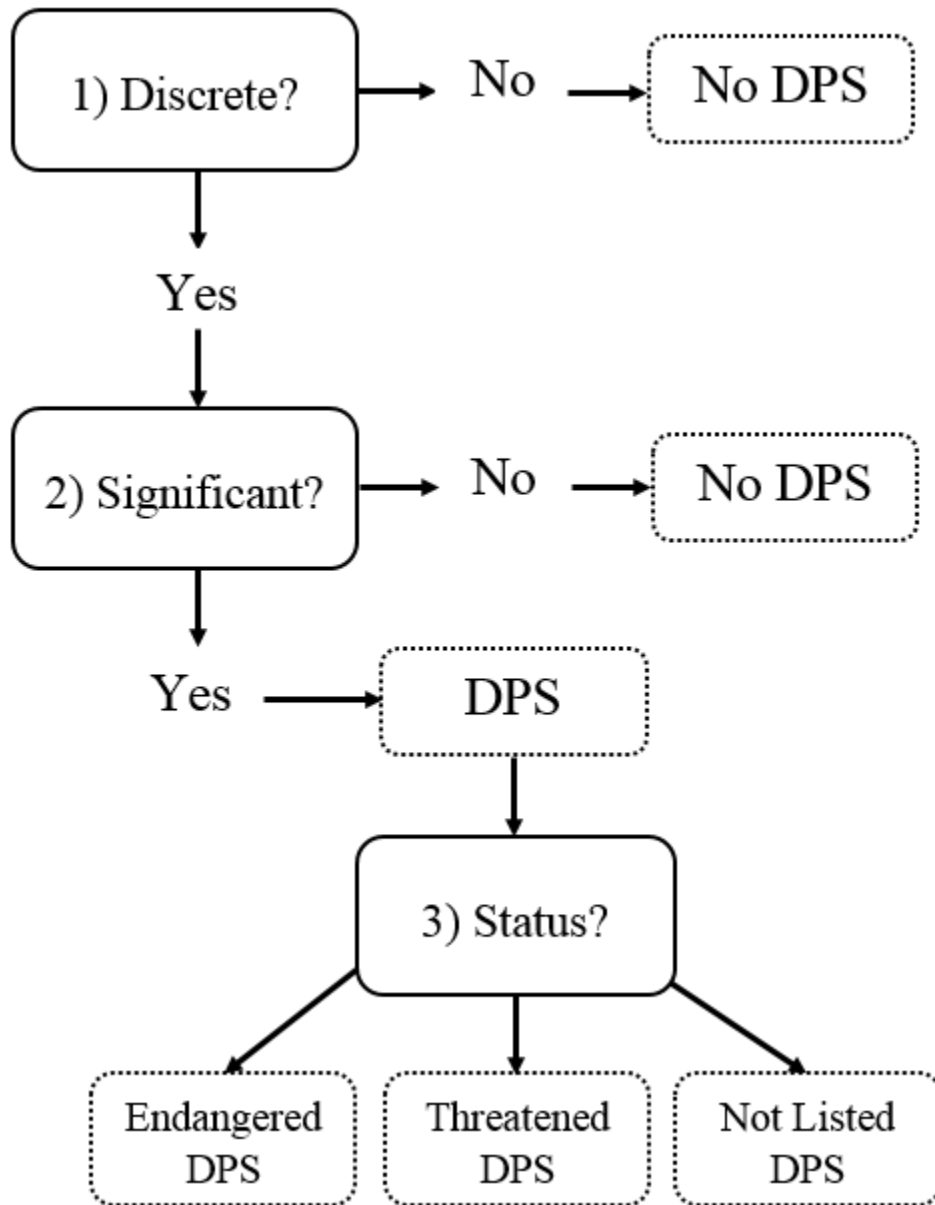 1) Discrete?
No
No DPS
Yes
2) Significant?
No
No DPS
Yes
DPS
3) Status?
Endangered
DPS
Threatened
DPS
Not Listed
DPS